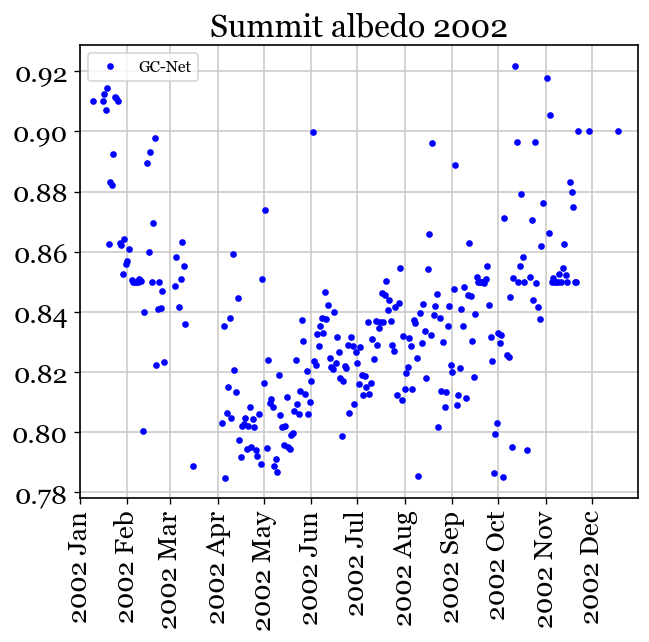 Summit albedo 2002
GC-Net
0.92
0.90
0.88
0.86
0.84
0.82
0.80
0.78
2002 Jan
2002 Feb
2002 Mar
2002 Apr
2002 May
2002 Jun
2002 Jul
2002 Aug
2002 Sep
2002 Oct
2002 Nov
2002 Dec